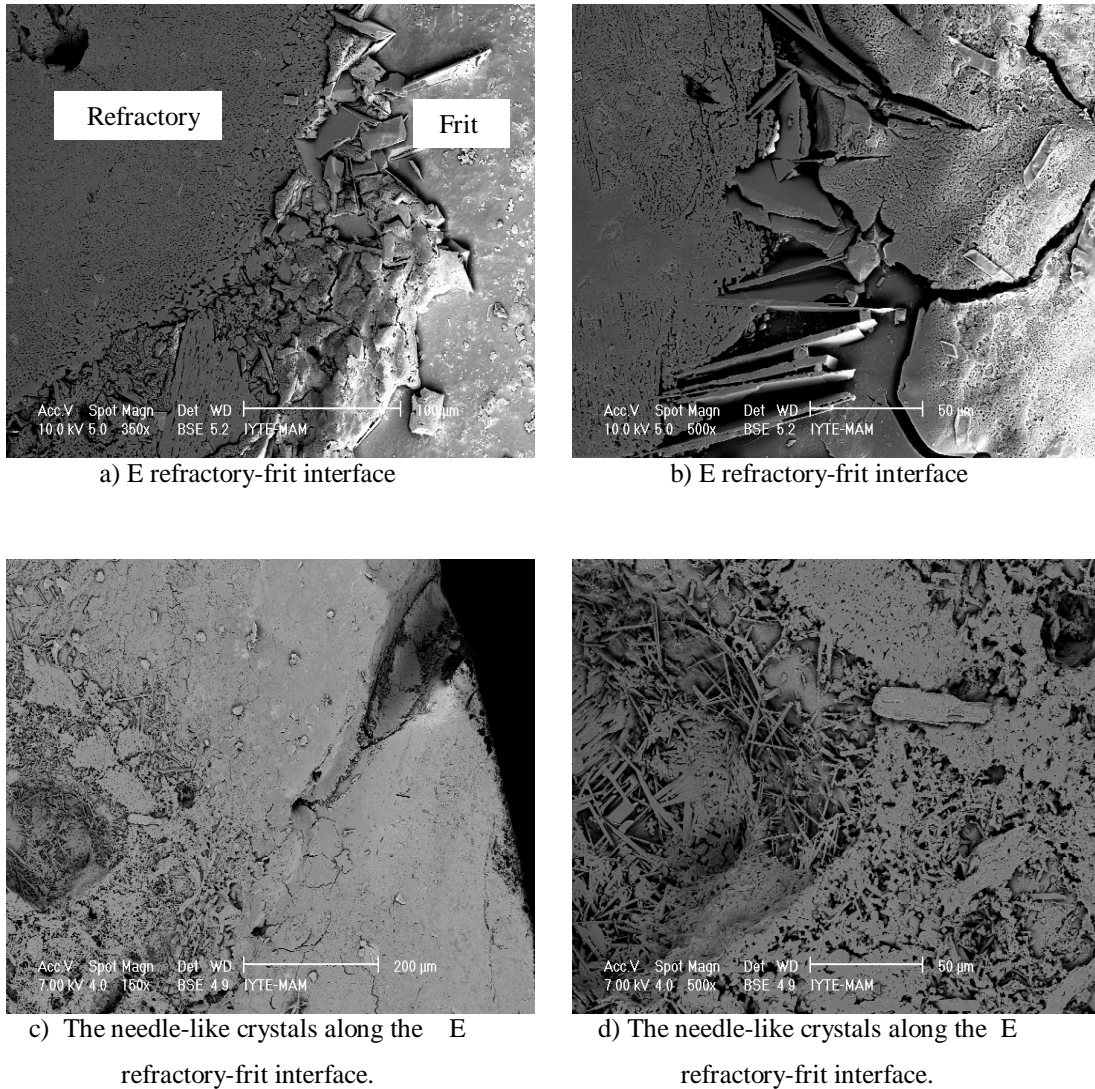 Refractory
Frit
Acc.V Spot Magn Det WD 100 µm
10.0 kV 5.0 350x BSE 5.2 IYTE-MAM
a) E refractory-frit interface
Acc.V Spot Magn Det WD 50 µm
10.0 kV 5.0 500x BSE 5.2 IYTE-MAM
b) E refractory-frit interface
Acc.V Spot Magn Det WD 200 µm
7.00 kV 4.0 150x BSE 4.9 IYTE-MAM
c) The needle-like crystals along the E
refractory-frit interface.
Acc.V Spot Magn Det WD 50 µm
7.00 kV 4.0 500x BSE 4.9 IYTE-MAM
d) The needle-like crystals along the E
refractory-frit interface.